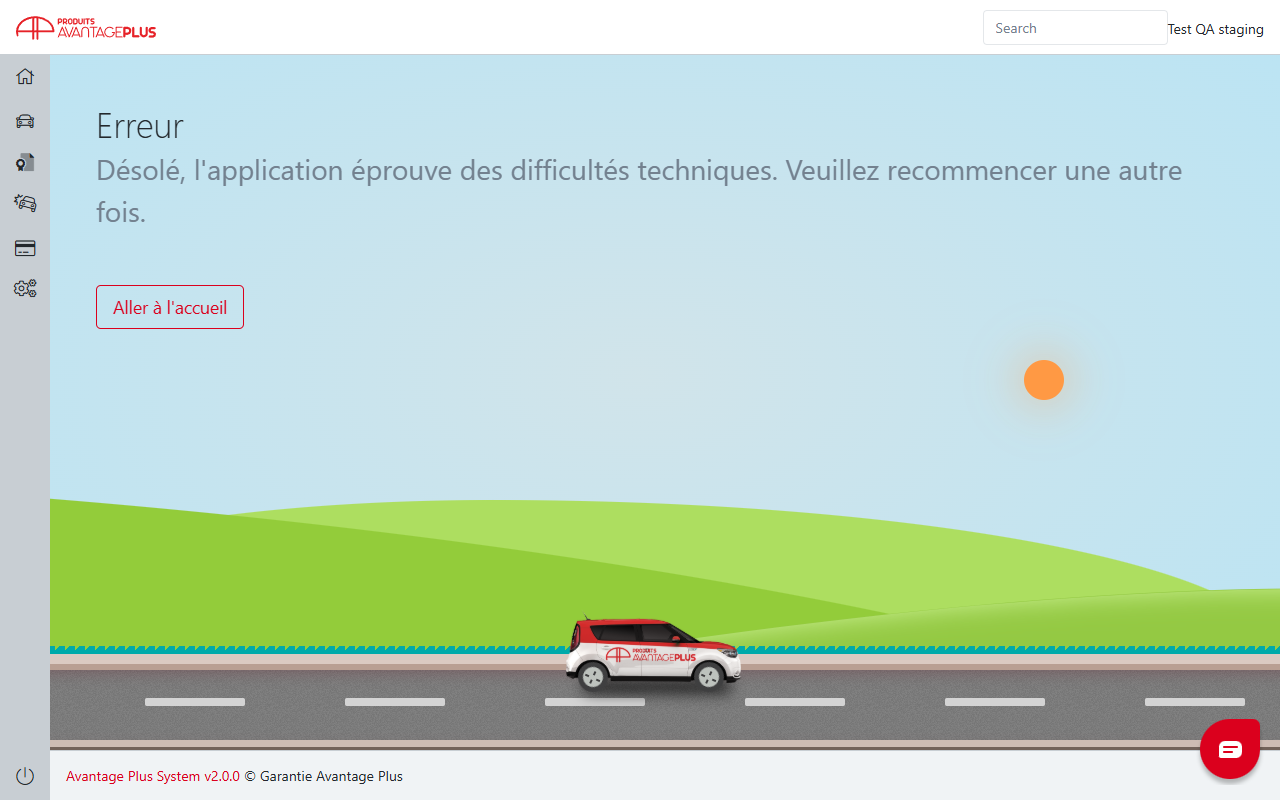 PRODUITS
AVANTAGEPLUS
Search
Test QA staging
Erreur
Désolé, l'application éprouve des difficultés techniques. Veuillez recommencer une autre
fois.
Aller à l'accueil
PRODUITS
AVANTAGEPLUS
Avantage Plus System v2.0.0 © Garantie Avantage Plus